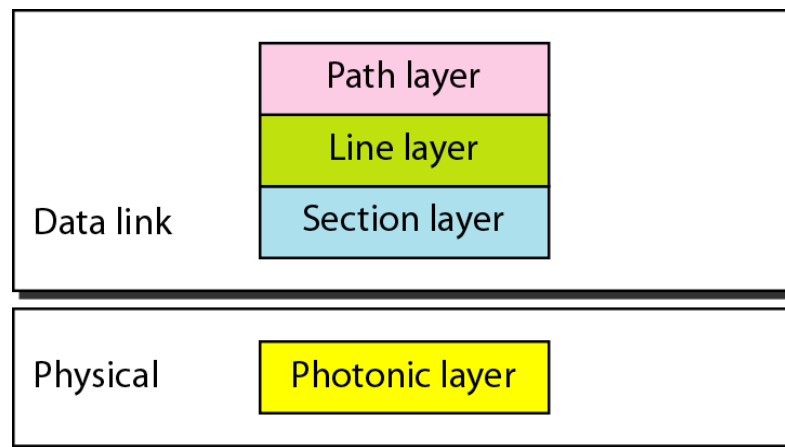 Path layer
Line layer
Section layer
Data link
Physical
Photonic layer